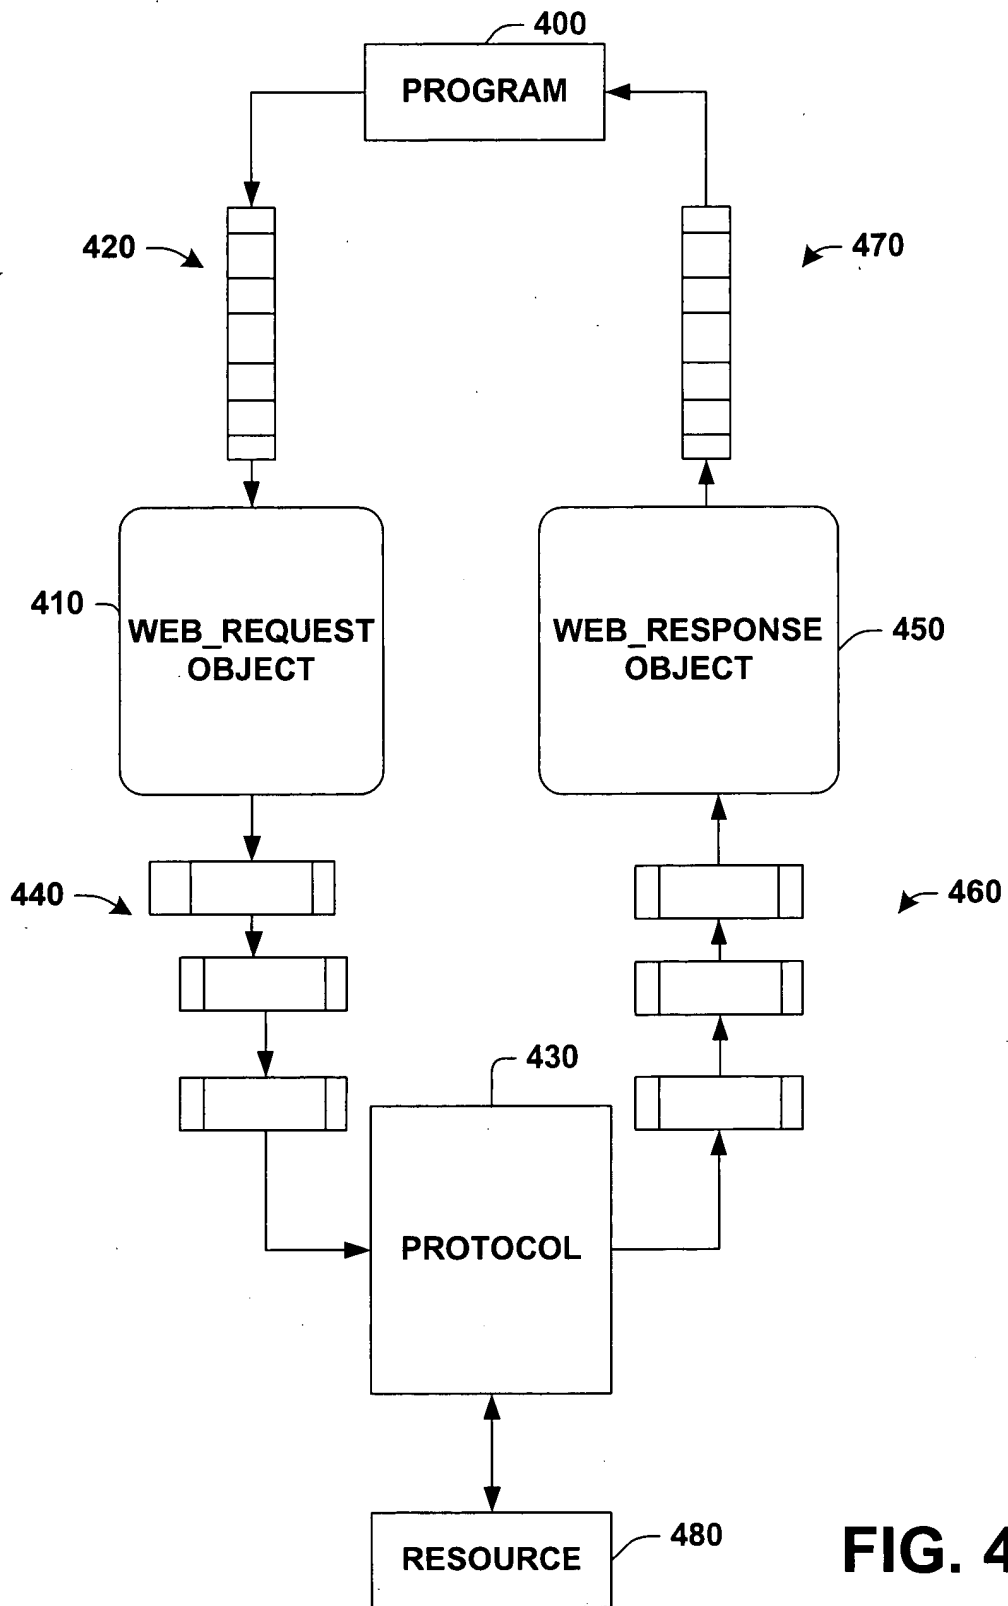 400
PROGRAM
420
470
410
WEB_REQUEST
OBJECT
WEB_RESPONSE
OBJECT
450
440
460
430
PROTOCOL
480
RESOURCE
FIG. 4